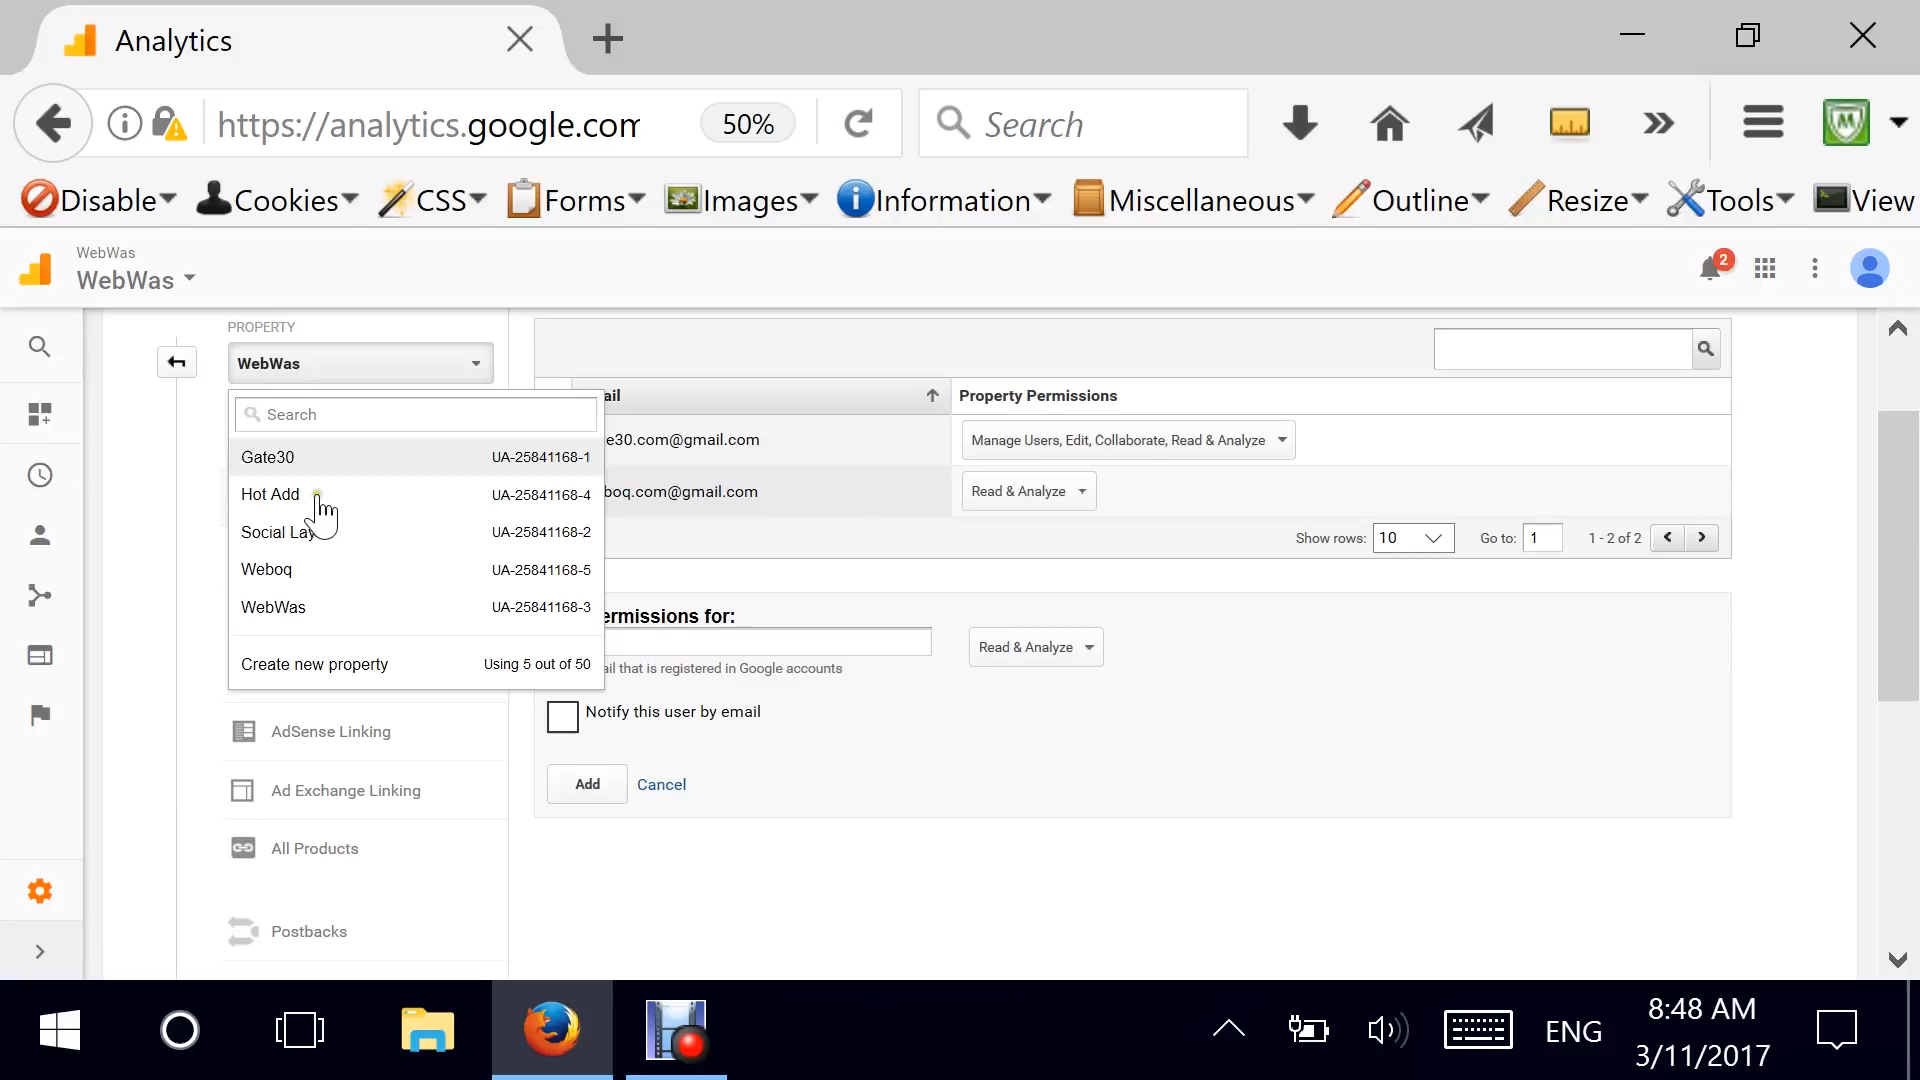 Analytics
https://analytics.google.com
50%
Search
Disable Cookies CSS Forms Images Information Miscellaneous Outline Resize Tools View
WebWas
WebWas
2
PROPERTY
WebWas
Search
Gate30 UA-25841168-1
Hot Add UA-25841168-4
Social Lay UA-25841168-2
Weboq UA-25841168-5
WebWas UA-25841168-3
Create new property Using 5 out of 50
AdSense Linking
Ad Exchange Linking
All Products
Postbacks
ail Property Permissions
e30.com@gmail.com Manage Users, Edit, Collaborate, Read & Analyze
boq.com@gmail.com Read & Analyze
Show rows: 10 Go to: 1 1 - 2 of 2
ermissions for:
Read & Analyze
ail that is registered in Google accounts
Notify this user by email
Add Cancel
ENG
8:48 AM
3/11/2017